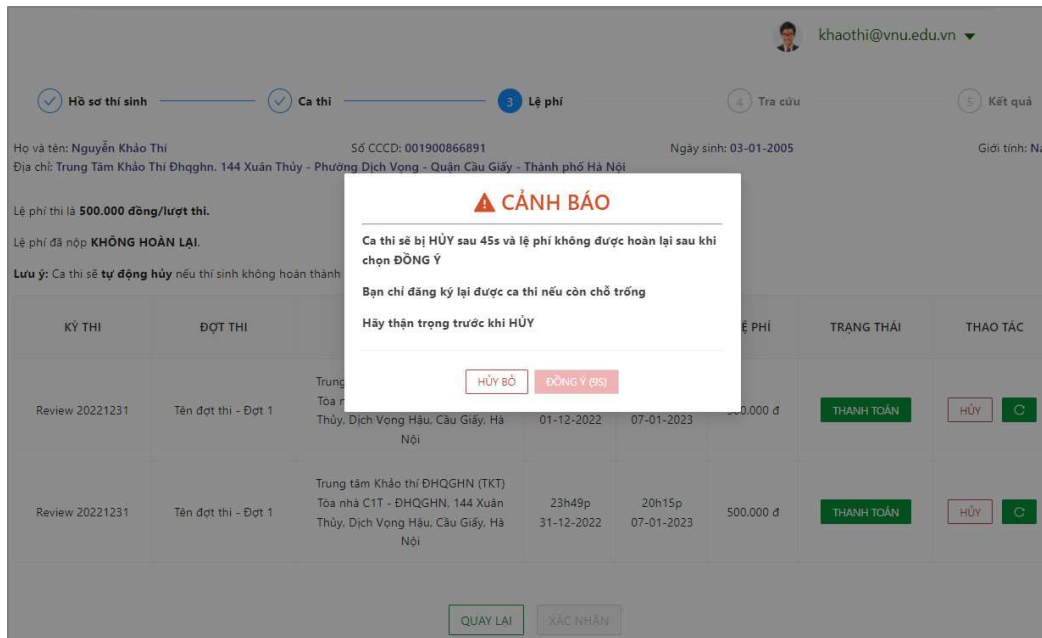 khaothi@vnu.edu.vn
Hồ sơ thí sinh
Ca thi
3 Lệ phí
4 Tra cứu
5 Kết quả
Họ và tên: Nguyễn Khảo Thí Số CCCD: 001900866891 Ngày sinh: 03-01-2005 Giới tính:
Địa chỉ: Trung Tâm Khảo Thí Đhqghn. 144 Xuân Thủy - Phường Dịch Vọng - Quận Cầu Giấy - Thành phố Hà Nội
Lệ phí thi là 500.000 đồng/lượt thi.
Lệ phí đã nộp KHÔNG HOÀN LẠI.
Lưu ý: Ca thi sẽ tự động hủy nếu thí sinh không hoàn thành
CẢNH BÁO
Ca thi sẽ bị HỦY sau 45s và lệ phí không được hoàn lại sau khi
chọn ĐỒNG Ý
Bạn chỉ đăng ký lại được ca thi nếu còn chỗ trống
Hãy thận trọng trước khi HỦY
HỦY BỎ ĐỒNG Ý (9S)
KỲ THI ĐỢT THI PHÍ TRẠNG THÁI THAO TÁC
Trung
Tòa
Review 20221231 Tên đợt thi - Đợt 1 Thủy, Dịch Vọng Hậu, Cầu Giấy, Hà 01-12-2022 07-01-2023 THANH TOÁN HỦY
Nội
Trung tâm Khảo thí ĐHQGHN (TKT)
Tòa nhà C1T - ĐHQGHN, 144 Xuân
Review 20221231 Tên đợt thi - Đợt 1 Thủy, Dịch Vọng Hậu, Cầu Giấy, Hà 23h49p 31-12-2022 20h15p 07-01-2023 500.000 đ THANH TOÁN HỦY
Nội
QUAY LẠI XÁC NHẬN